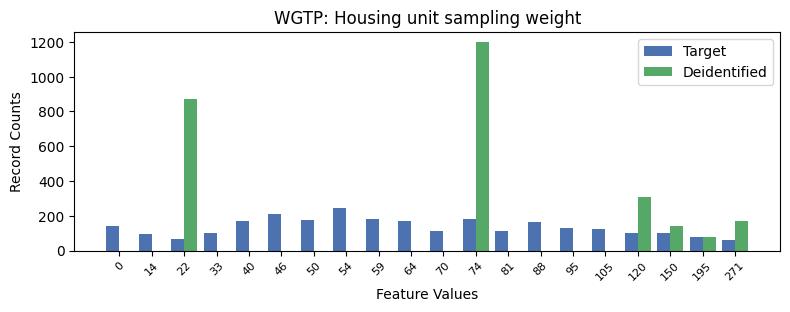 WGTP: Housing unit sampling weight
1200
1000
800
600
400
200
0
Record Counts
Target
Deidentified
0 14 22 33 40 46 50 54 59 64 70 74 81 88 95 105 120 150 195 271
Feature Values